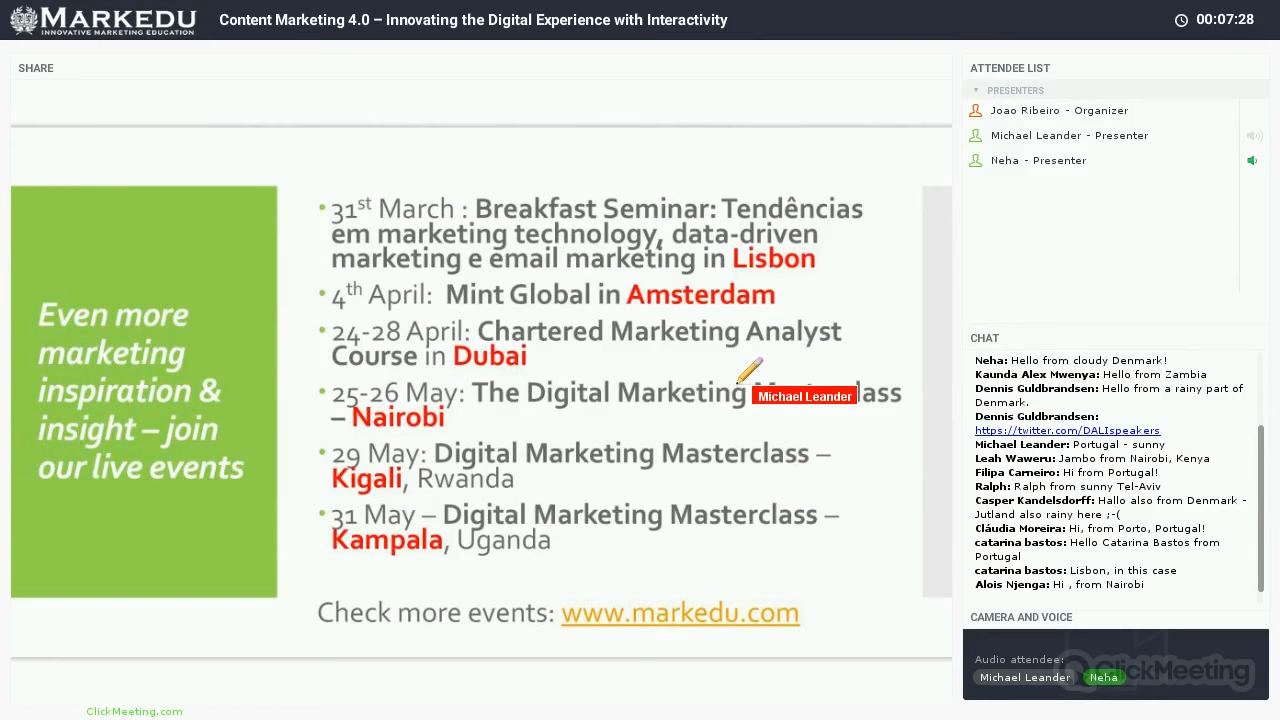 MARKEDU
INNOVATIVE MARKETING EDUCATION
Content Marketing 4.0 – Innovating the Digital Experience with Interactivity
00:07:28
SHARE
Even more
marketing
inspiration &
insight – join
our live events
• 31st March : Breakfast Seminar: Tendências
em marketing technology, data-driven
marketing e email marketing in Lisbon
• 4th April: Mint Global in Amsterdam
• 24-28 April: Chartered Marketing Analyst
Course in Dubai
• 25-26 May: The Digital Marketing
Michael Leander
– Nairobi
• 29 May: Digital Marketing Masterclass –
Kigali, Rwanda
• 31 May – Digital Marketing Masterclass –
Kampala, Uganda
Check more events: www.markedu.com
ATTENDEE LIST
PRESENTERS
Joao Ribeiro - Organizer
Michael Leander - Presenter
Neha - Presenter
CHAT
Neha: Hello from cloudy Denmark!
Kaunda Alex Mwenya: Hello from Zambia
Dennis Guldbrandsen: Hello from a rainy part of
Denmark.
Dennis Guldbrandsen:
https://twitter.com/DALIspeakers
Michael Leander: Portugal - sunny
Leah Waweru: Jambo from Nairobi, Kenya
Filipa Carneiro: Hi from Portugal!
Ralph: Ralph from sunny Tel-Aviv
Casper Kandelsdorff: Hallo also from Denmark -
Jutland also rainy here ;-(
Cláudia Moreira: Hi, from Porto, Portugal!
catarina bastos: Hello Catarina Bastos from
Portugal
catarina bastos: Lisbon, in this case
Alois Njenga: Hi , from Nairobi
CAMERA AND VOICE
Audio attendee:
Michael Leander
Neha
ClickMeeting
ClickMeeting.com